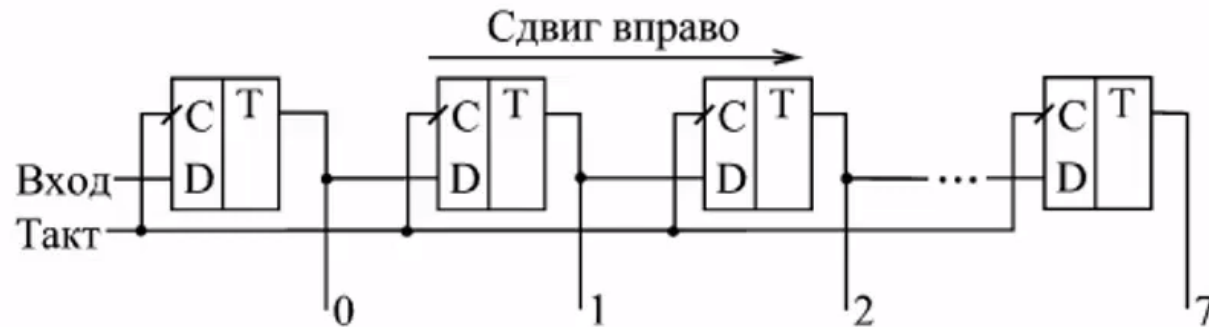 Сдвиг вправо
C T C T C T C T
Вход D D D ... D
Такт
0 1 2 7